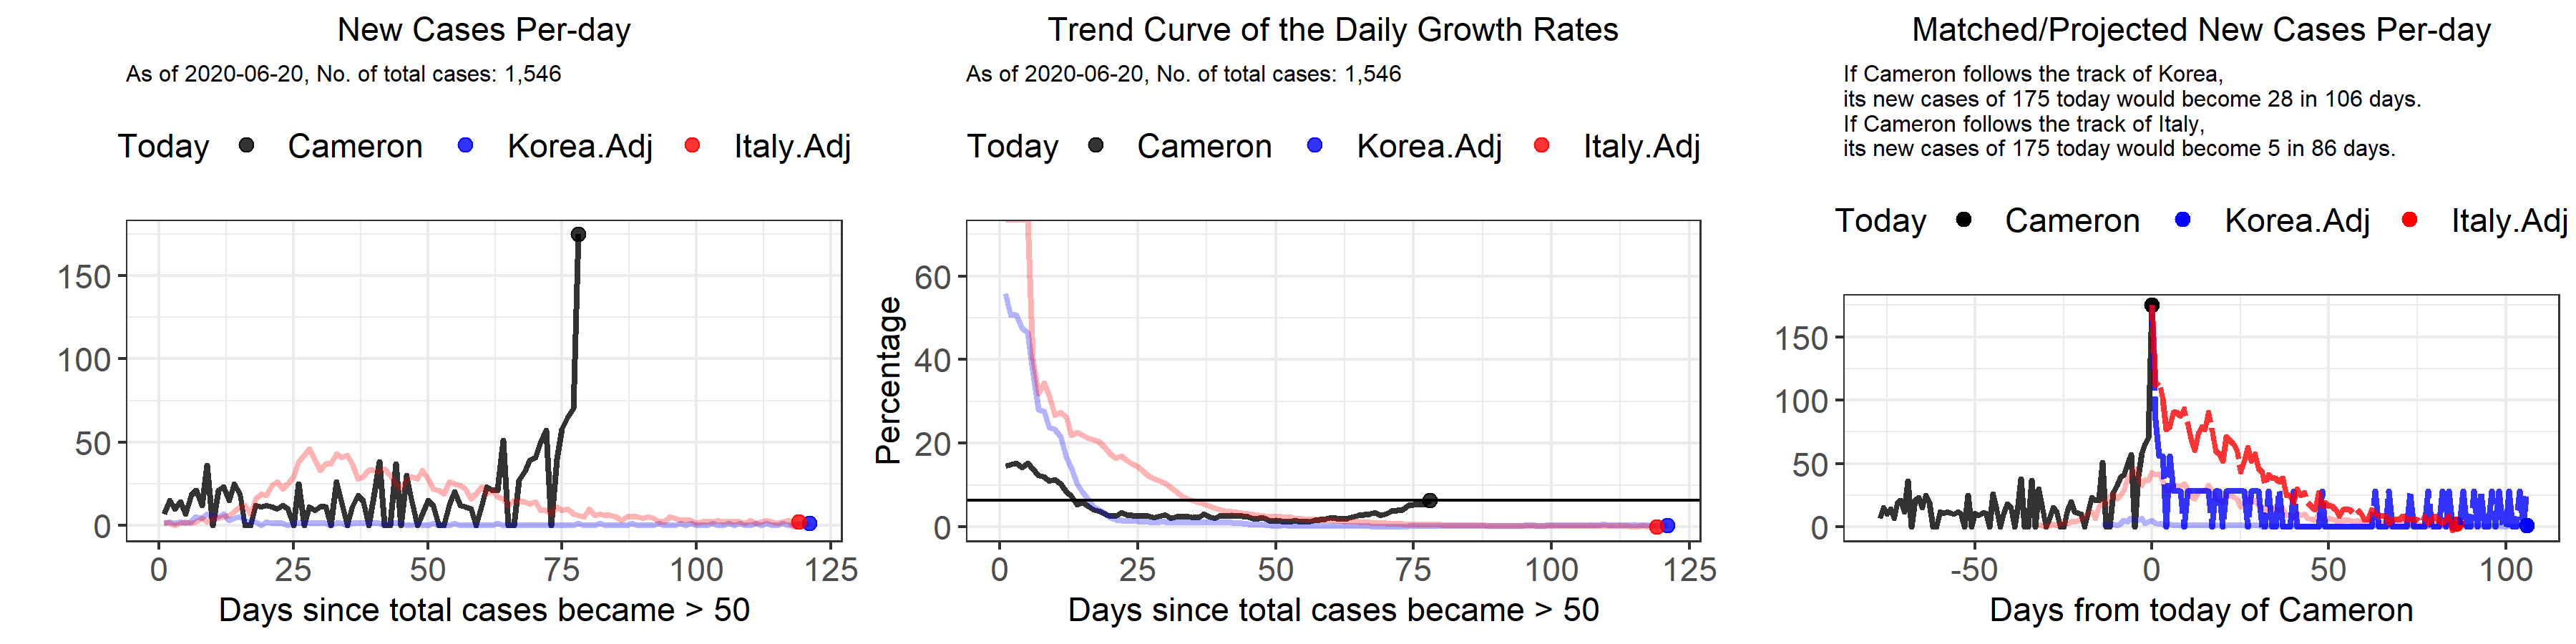 New Cases Per-day
As of 2020-06-20, No. of total cases: 1,546
Today Cameron Korea.Adj Italy.Adj
150
100
50
0
0 25 50 75 100 125
Days since total cases became > 50
Trend Curve of the Daily Growth Rates
As of 2020-06-20, No. of total cases: 1,546
Today Cameron Korea.Adj Italy.Adj
Percentage
60
40
20
0
0 25 50 75 100 125
Days since total cases became > 50
Matched/Projected New Cases Per-day
If Cameron follows the track of Korea,
its new cases of 175 today would become 28 in 106 days.
If Cameron follows the track of Italy,
its new cases of 175 today would become 5 in 86 days.
Today Cameron Korea.Adj Italy.Adj
150
100
50
0
-50 0 50 100
Days from today of Cameron